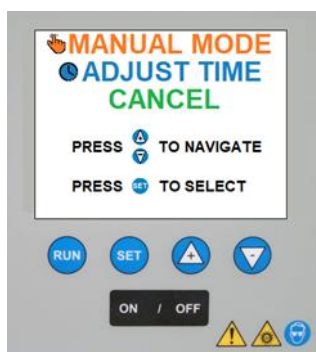 MANUAL MODE
ADJUST TIME
CANCEL
PRESS + - TO NAVIGATE
PRESS SET TO SELECT
RUN SET + -
ON / OFF